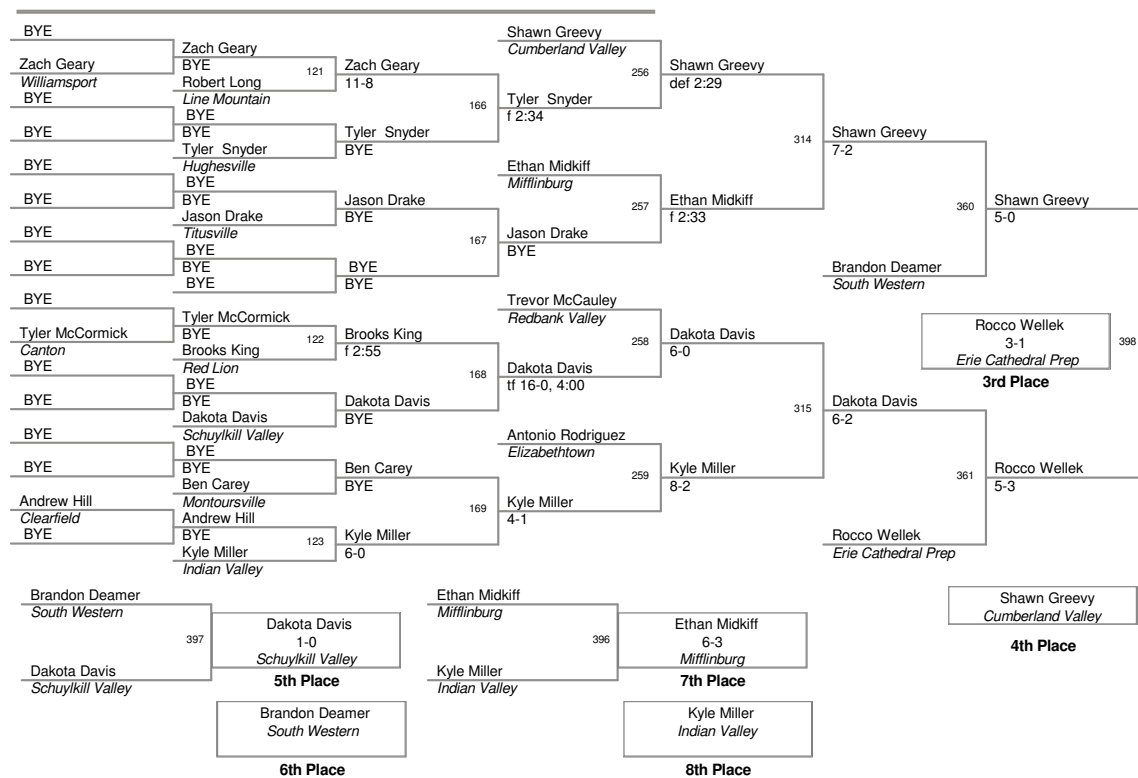 BYE
Zach Geary
Williamsport
BYE
BYE
BYE
BYE
BYE
BYE
BYE
Tyler McCormick
Canton
BYE
BYE
BYE
BYE
Andrew Hill
Clearfield
BYE
Zach Geary
BYE
121
Robert Long
Line Mountain
BYE
BYE
Tyler Snyder
Hughesville
BYE
BYE
Jason Drake
Titusville
BYE
BYE
BYE
Tyler McCormick
BYE
122
Brooks King
Red Lion
BYE
BYE
Dakota Davis
Schuylkill Valley
BYE
BYE
Ben Carey
Montoursville
Andrew Hill
BYE
123
Kyle Miller
Indian Valley
Zach Geary
11-8
166
Tyler Snyder
BYE
Jason Drake
BYE
167
BYE
BYE
Brooks King
f 2:55
168
Dakota Davis
BYE
Ben Carey
BYE
169
Kyle Miller
6-0
Shawn Greevy
Cumberland Valley
256
Tyler Snyder
f 2:34
Ethan Midkiff
Mifflinburg
257
Jason Drake
BYE
Trevor McCauley
Redbank Valley
258
Dakota Davis
tf 16-0, 4:00
Antonio Rodriguez
Elizabethtown
259
Kyle Miller
4-1
Shawn Greevy
def 2:29
314
Ethan Midkiff
f 2:33
Dakota Davis
6-0
315
Kyle Miller
8-2
Shawn Greevy
7-2
360
Brandon Deamer
South Western
Dakota Davis
6-2
361
Rocco Wellek
Erie Cathedral Prep
Shawn Greevy
5-0
Rocco Wellek
3-1
Erie Cathedral Prep
398
3rd Place
Rocco Wellek
5-3
Shawn Greevy
Cumberland Valley
4th Place
Brandon Deamer
South Western
397
Dakota Davis
Schuylkill Valley
Dakota Davis
1-0
Schuylkill Valley
5th Place
Brandon Deamer
South Western
6th Place
Ethan Midkiff
Mifflinburg
396
Kyle Miller
Indian Valley
Ethan Midkiff
6-3
Mifflinburg
7th Place
Kyle Miller
Indian Valley
8th Place